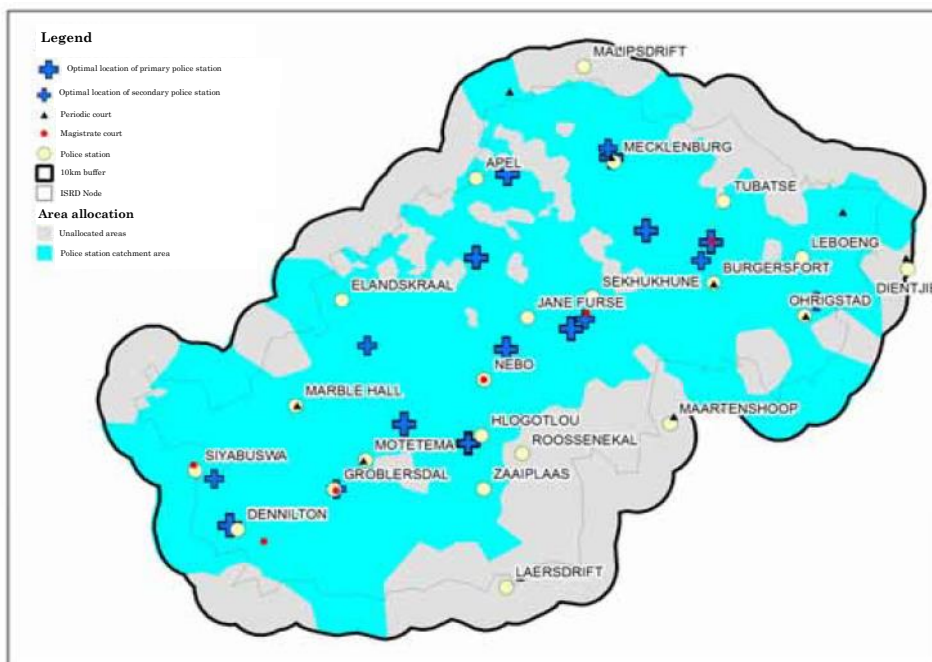 Legend
Optimal location of primary police station
Optimal location of secondary police station
Periodic court
Magistrate court
Police station
10km buffer
ISRD Node
Area allocation
Unallocated areas
Police station catchment area
MALIPSDRIFT
MECKLENBURG
APEL
TUBATSE
LEBOENG
BURGERSFORT
DIENTJIE
SEKHUKHUNE
ELANDSKRAAL
JANE FURSE
OHRIGSTAD
NEBO
MARBLE HALL
MAARTENSHOOP
HLOGOTLOU
ROOSSENEKAL
MOTETEMA
SIYABUSWA
GROBLERSDAL
ZAAIPLAAS
DENNILTON
LAERSDRIFT